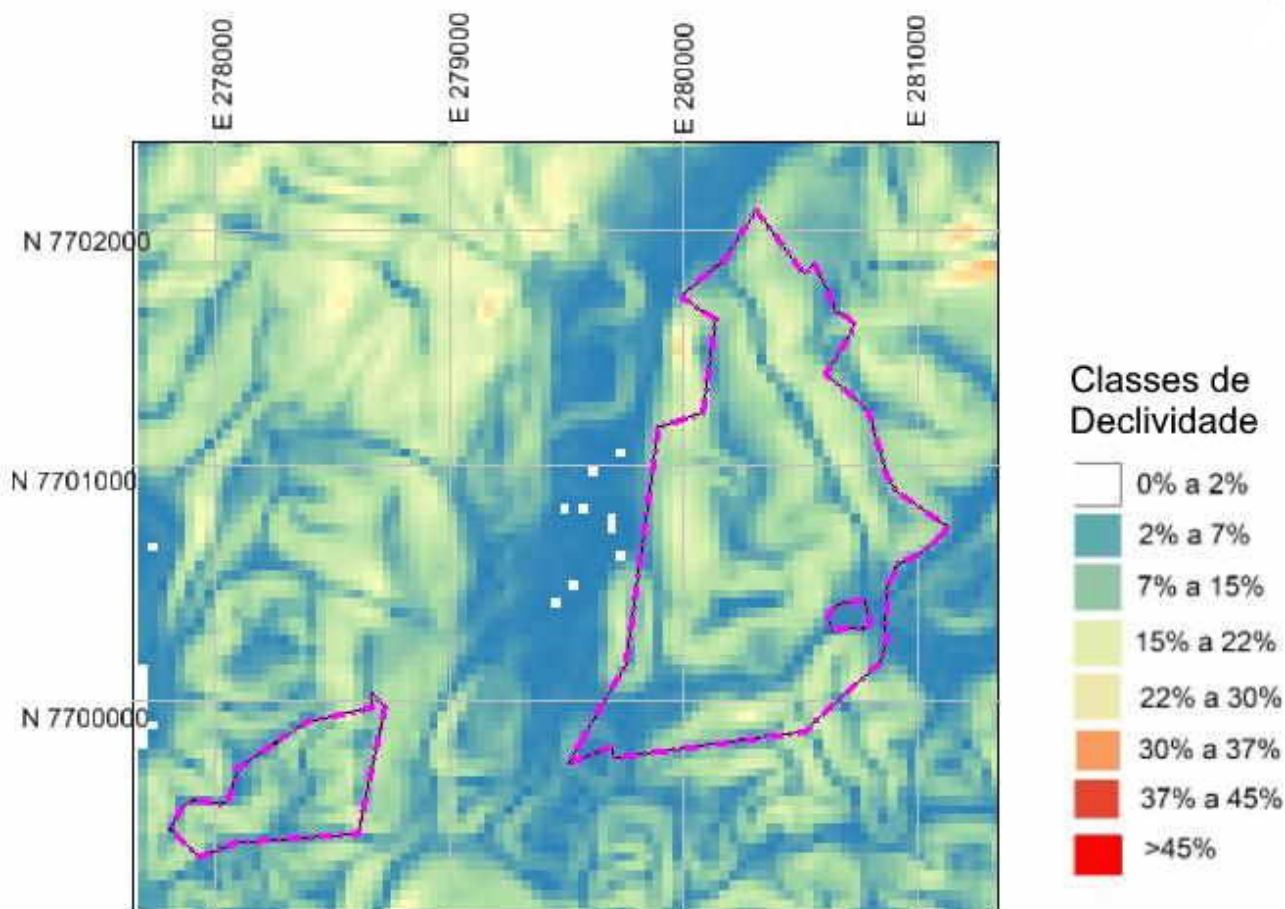 E 278000
E 279000
E 280000
E 281000
N 7702000
N 7701000
N 7700000
Classes de
Declividade
0% a 2%
2% a 7%
7% a 15%
15% a 22%
22% a 30%
30% a 37%
37% a 45%
>45%